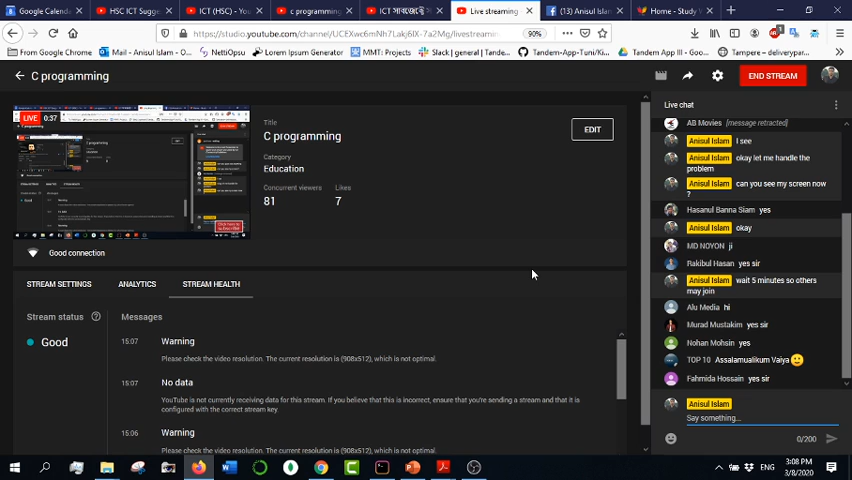 Google Calendar
HSC ICT Sugge
ICT (HSC) - You
c programming
ICT সাবজেক্টে
Live streaming
(13) Anisul Islam
Home - Study
https://studio.youtube.com/channel/UCEXwc6mNh7Lakj6IX-7a2Mg/livestreamin
90%
From Google Chrome
Mail - Anisul Islam - O
NettiOpsu
Lorem Ipsum Generator
MMT: Projects
Slack | general | Tande
Tandem-App-Tuni/Ki
Tandem App (TAU)
Tampere – deliverypar
C programming
END STREAM
LIVE
0:37
Title
C programming
EDIT
Category
Education
Concurrent viewers
Likes
81
7
Good connection
STREAM SETTINGS
ANALYTICS
STREAM HEALTH
Stream status
Good
Messages
15:07
Warning
Please check the video resolution. The current resolution is (908x512), which is not optimal.
15:07
No data
YouTube is not currently receiving data for this stream. If you believe that this is incorrect, ensure that you're sending a stream and that it is
configured with the correct stream key.
15:06
Warning
Please check the video resolution. The current resolution is (908x512), which is not optimal.
Live chat
AB Movies [message retracted]
Anisul Islam I see
Anisul Islam okay let me handle the
problem
Anisul Islam can you see my screen now
?
Hasanul Banna Siam yes
Anisul Islam okay
MD NOYON ji
Rakibul Hasan yes sir
Anisul Islam wait 5 minutes so others
may join
Alu Media hi
Murad Mustakim yes sir
Nohan Mohsin yes
TOP 10 Assalamualikum Vaiya
Fahmida Hossain yes sir
Anisul Islam
Say something...
0/200
ENG
3:08 PM
3/8/2020